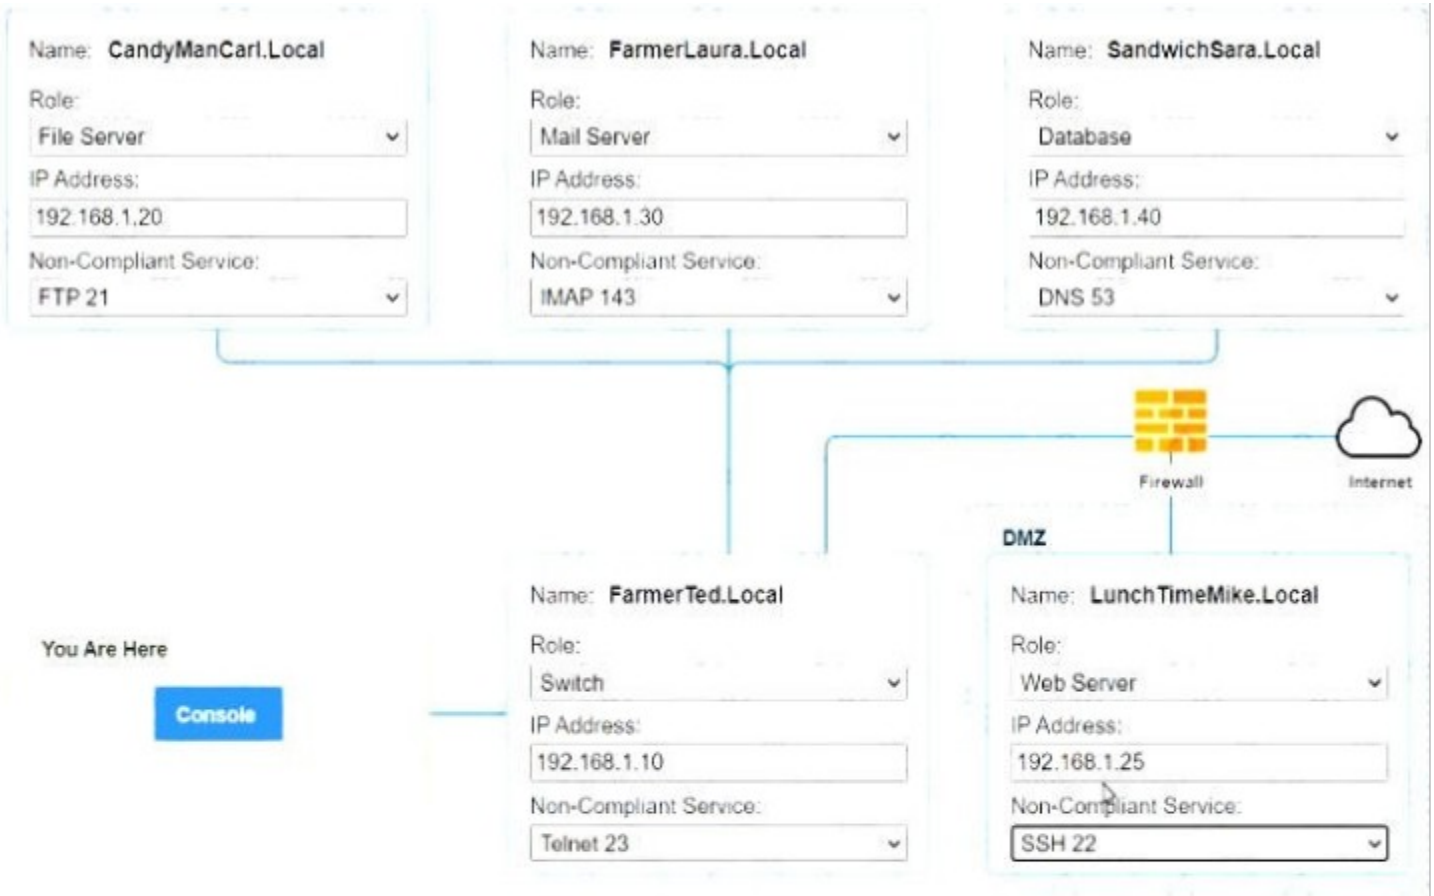 Name: CandyManCarl.Local
Role:
File Server
IP Address:
192.168.1.20
Non-Compliant Service:
FTP 21
Name: FarmerLaura.Local
Role:
Mail Server
IP Address:
192.168.1.30
Non-Compliant Service:
IMAP 143
Name: SandwichSara.Local
Role:
Database
IP Address:
192.168.1.40
Non-Compliant Service:
DNS 53
Firewall
Internet
DMZ
You Are Here
Console
Name: FarmerTed.Local
Role:
Switch
IP Address:
192.168.1.10
Non-Compliant Service:
Telnet 23
Name: LunchTimeMike.Local
Role:
Web Server
IP Address:
192.168.1.25
Non-Compliant Service:
SSH 22